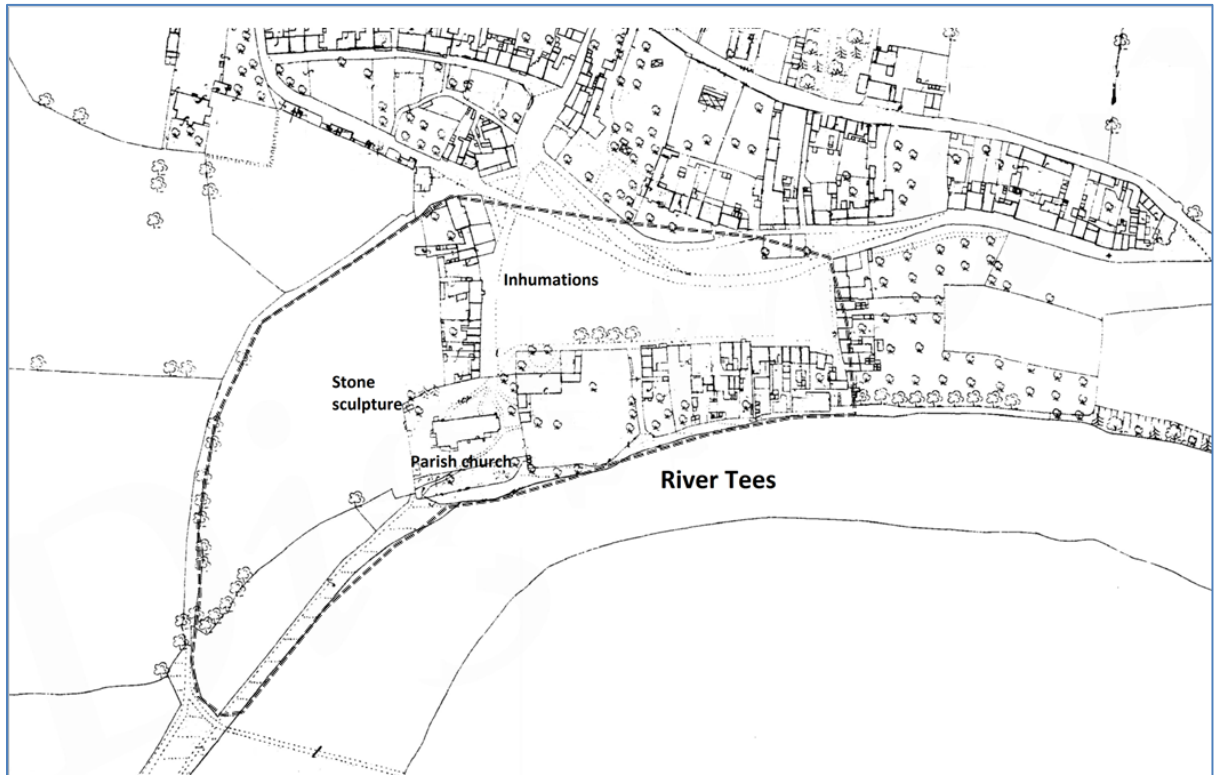 Inhumations
Stone
sculpture
Parish church
River Tees